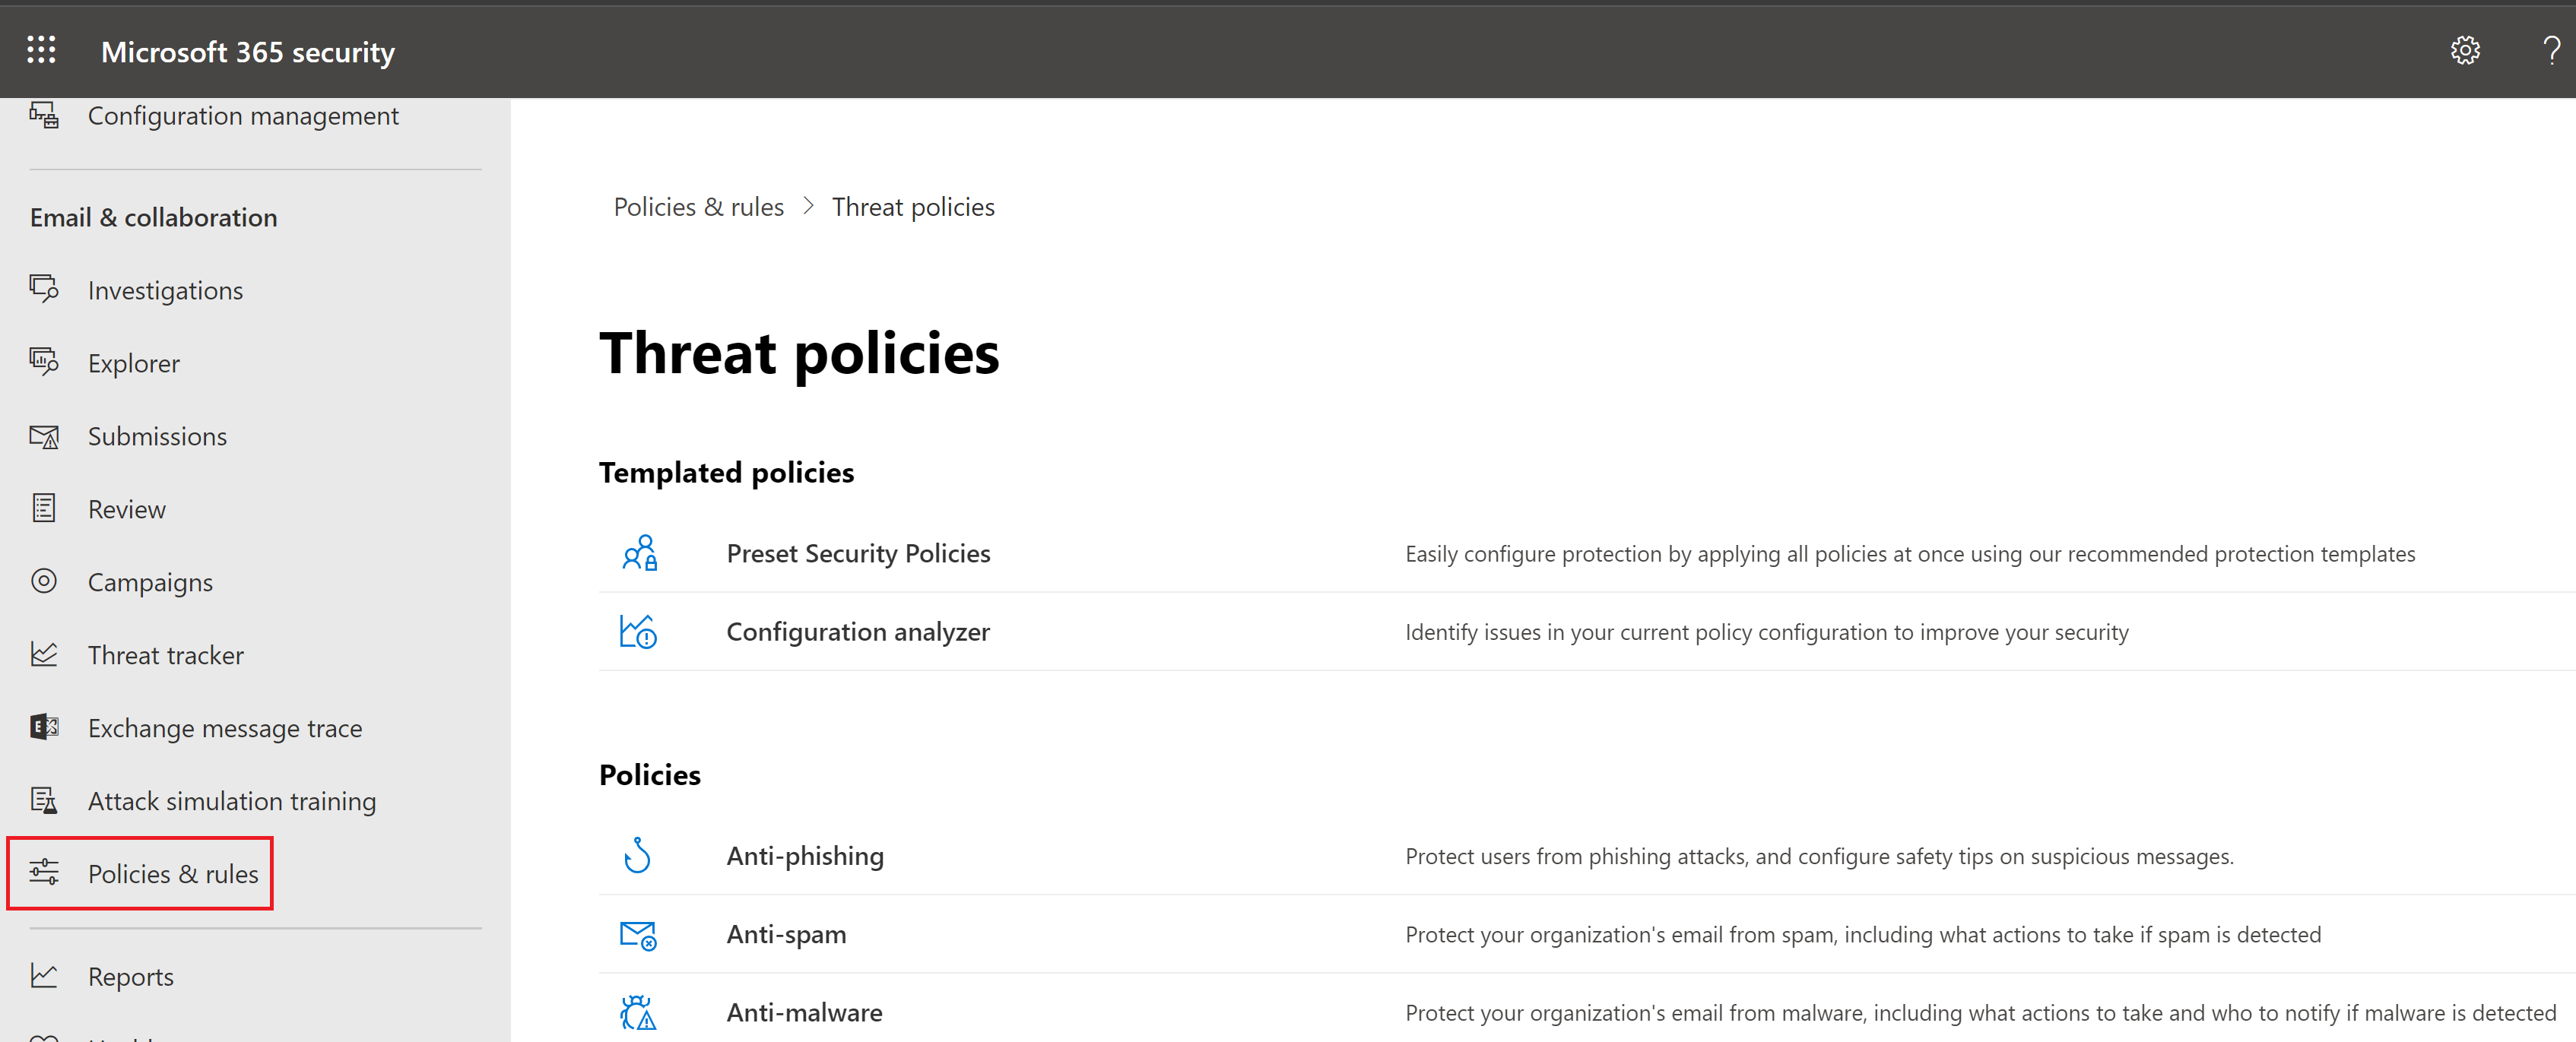 Microsoft 365 security
?
Configuration management
Email & collaboration
Investigations
Explorer
Submissions
Review
Campaigns
Threat tracker
Exchange message trace
Attack simulation training
Policies & rules
Reports
Policies & rules > Threat policies
Threat policies
Templated policies
Preset Security Policies Easily configure protection by applying all policies at once using our recommended protection templates
Configuration analyzer Identify issues in your current policy configuration to improve your security
Policies
Anti-phishing Protect users from phishing attacks, and configure safety tips on suspicious messages.
Anti-spam Protect your organization's email from spam, including what actions to take if spam is detected
Anti-malware Protect your organization's email from malware, including what actions to take and who to notify if malware is detected